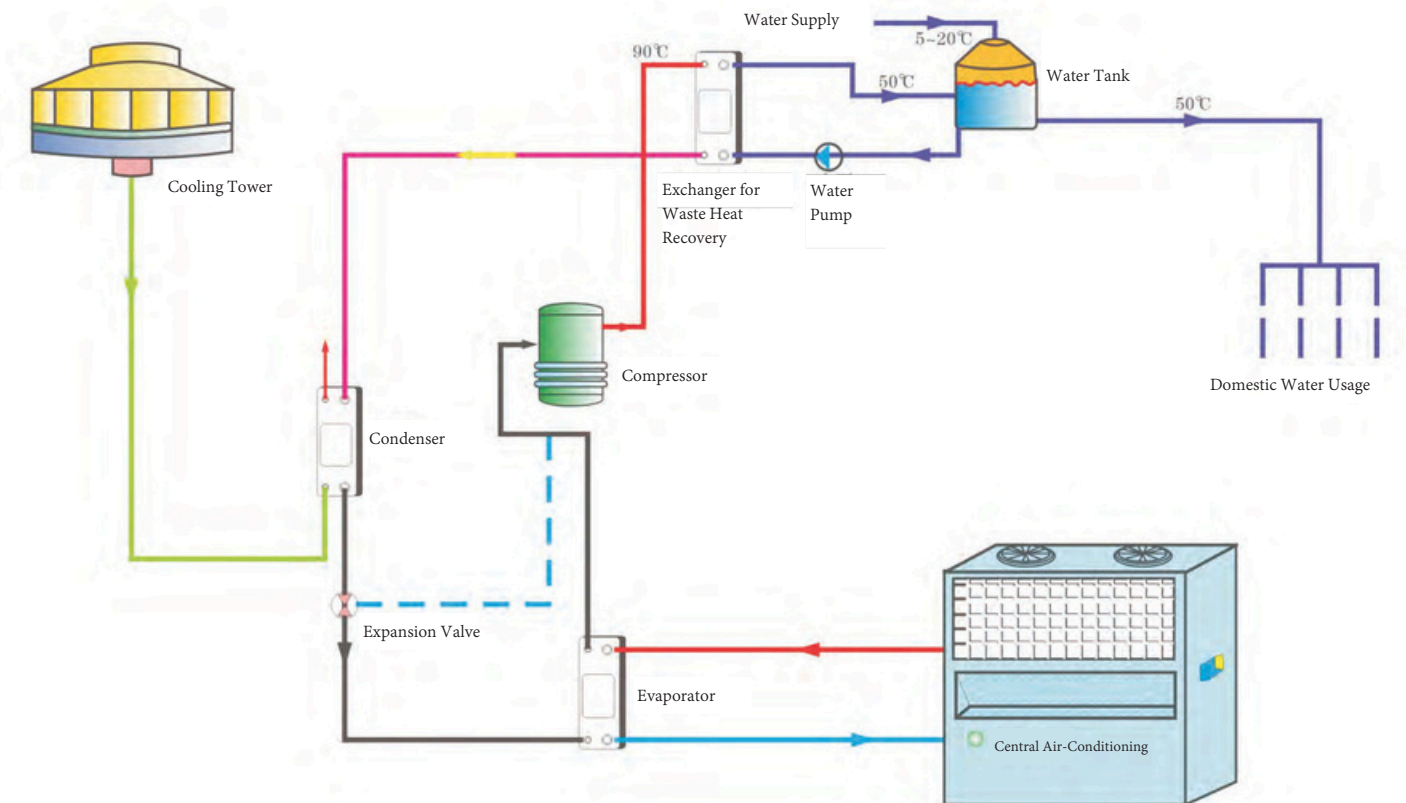 Water Supply
5~20℃
90℃
Water Tank
50℃
50℃
Cooling Tower
Exchanger for
Waste Heat
Recovery
Water
Pump
Compressor
Domestic Water Usage
Condenser
Expansion Valve
Evaporator
Central Air-Conditioning